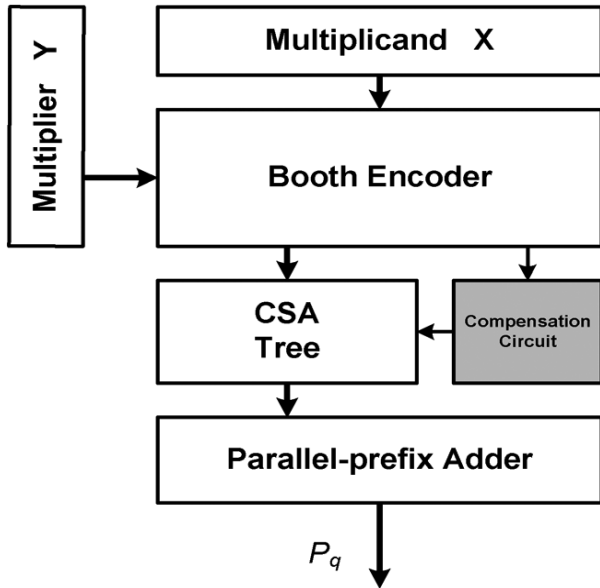 Multiplicand X
Multiplier Y
Booth Encoder
CSA
Tree
Compensation
Circuit
Parallel-prefix Adder
Pq